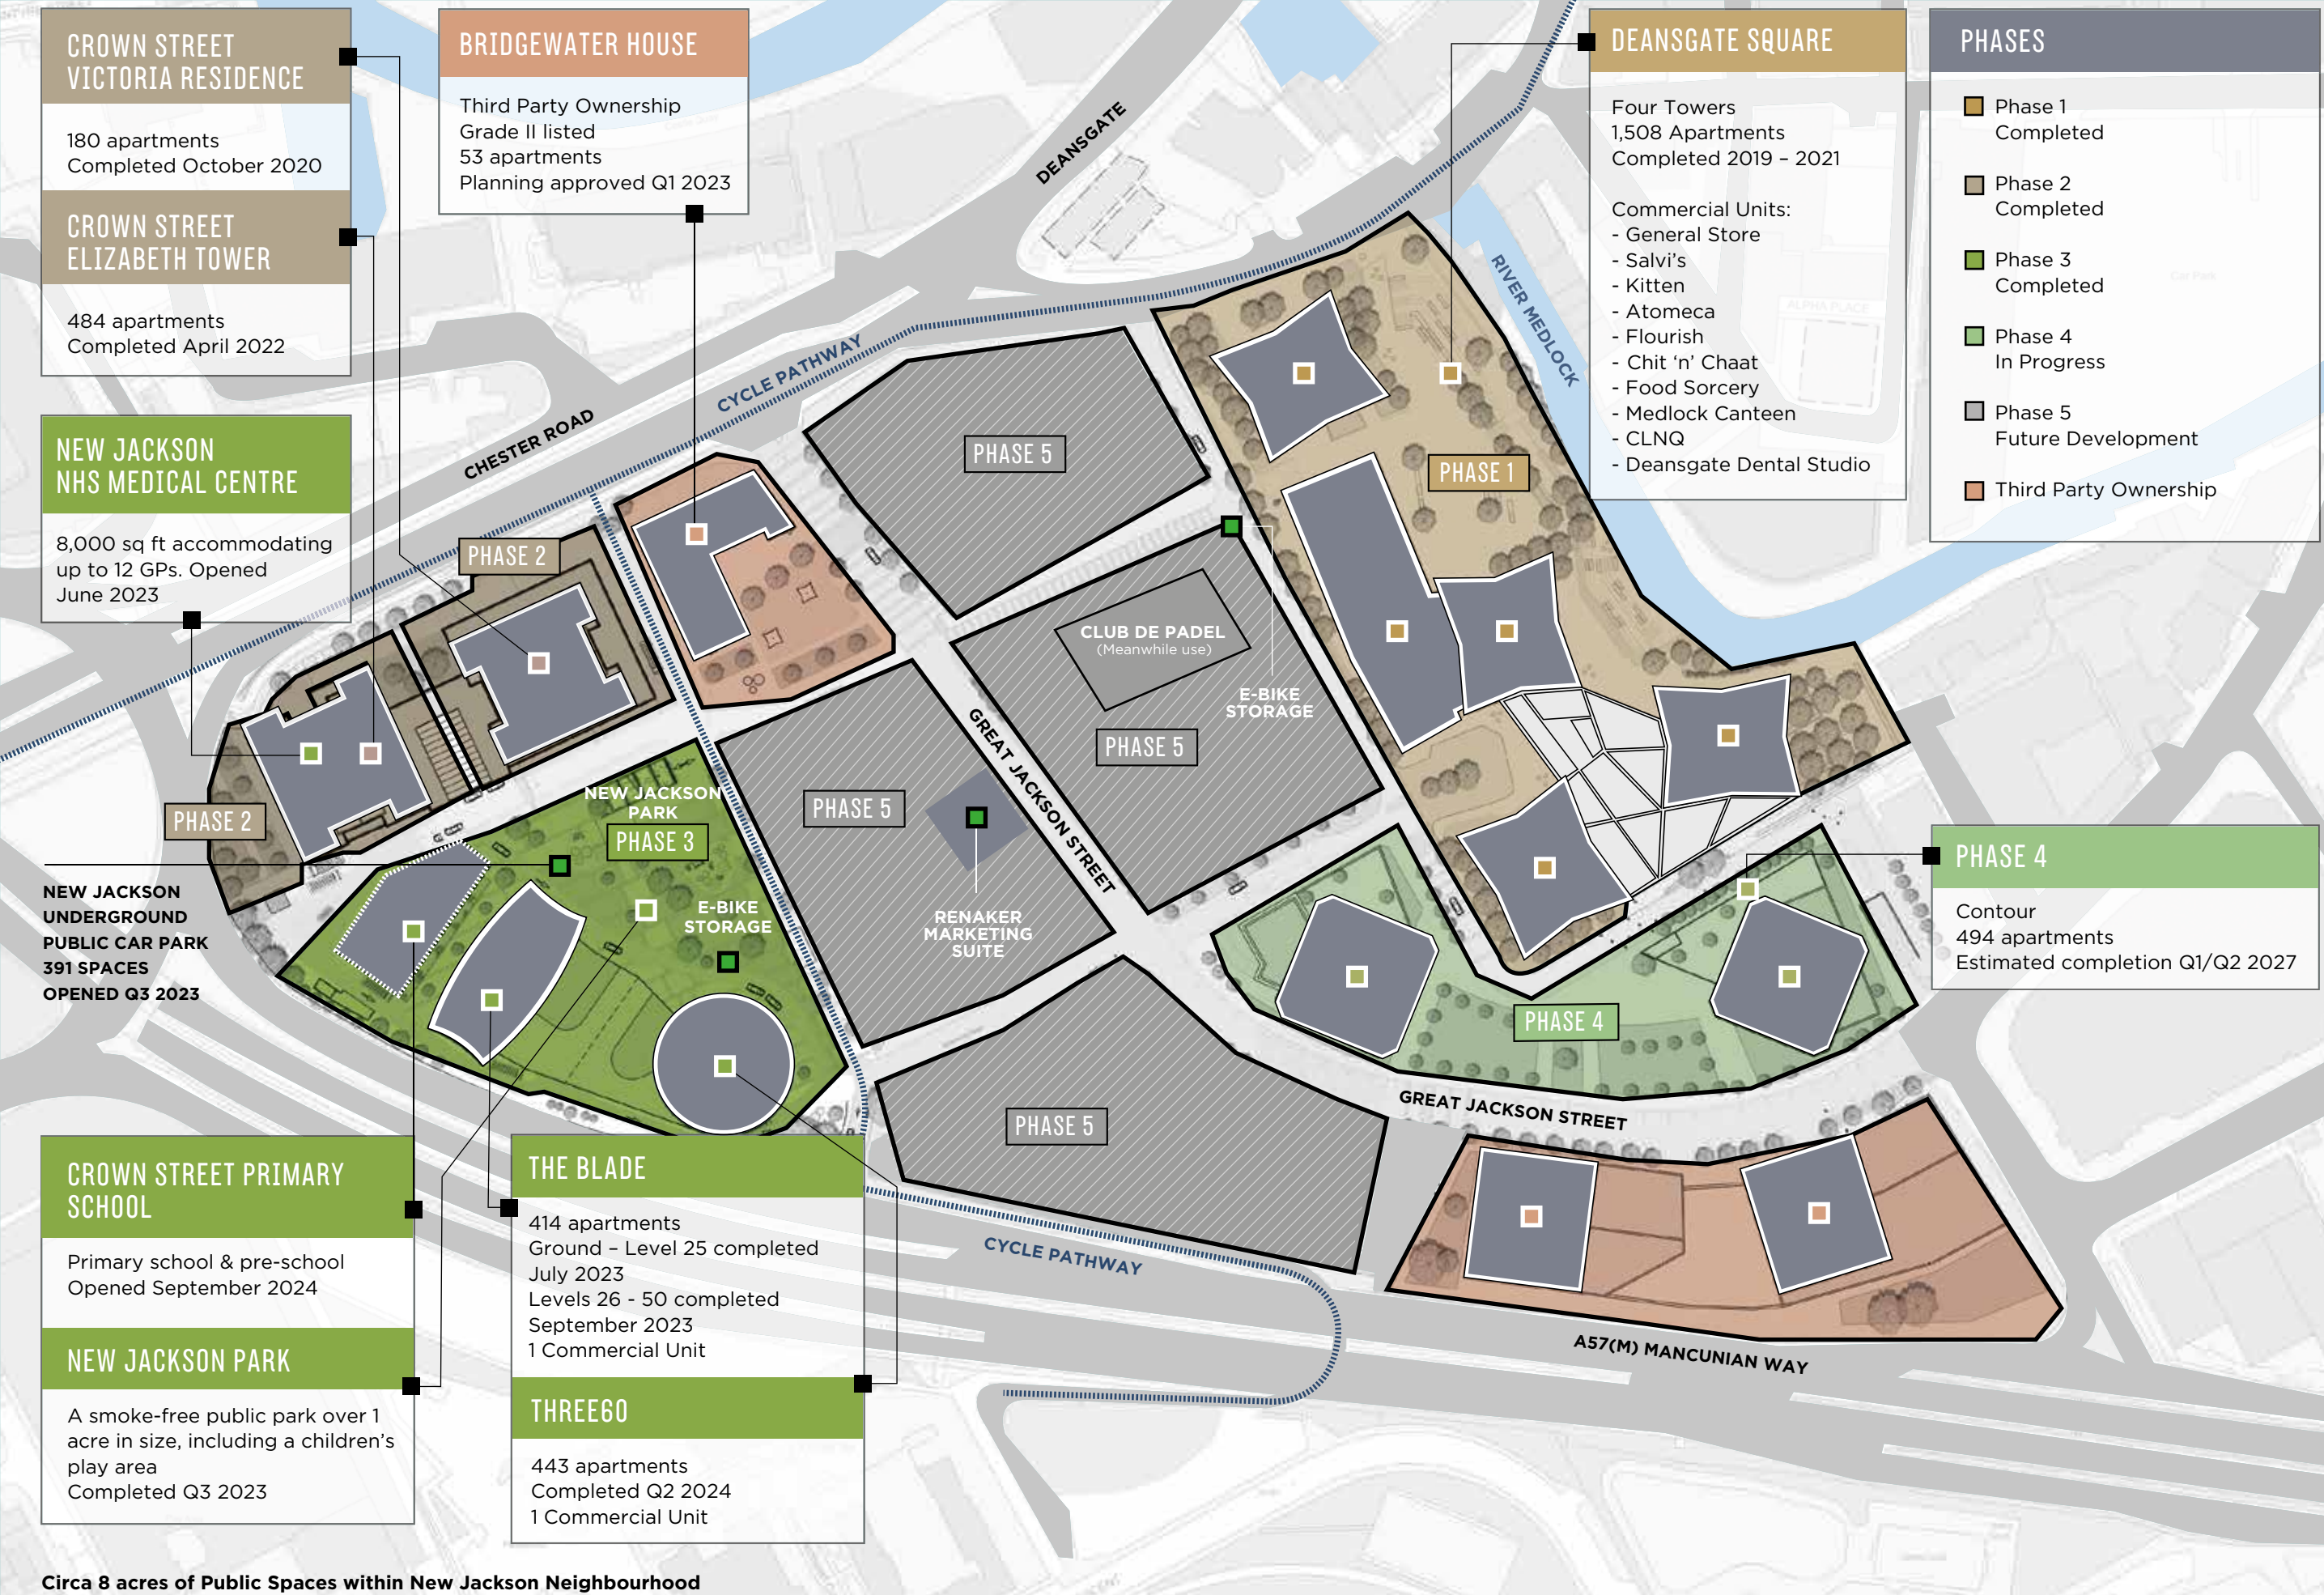 CROWN STREET
VICTORIA RESIDENCE
180 apartments
Completed October 2020
CROWN STREET
ELIZABETH TOWER
484 apartments
Completed April 2022
NEW JACKSON
NHS MEDICAL CENTRE
8,000 sq ft accommodating
up to 12 GPs. Opened
June 2023
BRIDGEWATER HOUSE
Third Party Ownership
Grade II listed
53 apartments
Planning approved Q1 2023
DEANSGATE SQUARE
Four Towers
1,508 Apartments
Completed 2019 – 2021
Commercial Units:
- General Store
- Salvi’s
- Kitten
- Atomeca
- Flourish
- Chit ‘n’ Chaat
- Food Sorcery
- Medlock Canteen
- CLNQ
- Deansgate Dental Studio
PHASES
Phase 1
Completed
Phase 2
Completed
Phase 3
Completed
Phase 4
In Progress
Phase 5
Future Development
Third Party Ownership
ALPHA PLACE
Car Park
DEANSGATE
RIVER MEDLOCK
CYCLE PATHWAY
CHESTER ROAD
PHASE 5
PHASE 1
PHASE 2
CLUB DE PADEL
(Meanwhile use)
E-BIKE
STORAGE
PHASE 5
GREAT JACKSON STREET
PHASE 2
NEW JACKSON
PARK
PHASE 3
PHASE 5
RENAKER
MARKETING
SUITE
E-BIKE
STORAGE
NEW JACKSON
UNDERGROUND
PUBLIC CAR PARK
391 SPACES
OPENED Q3 2023
PHASE 4
Contour
494 apartments
Estimated completion Q1/Q2 2027
PHASE 4
GREAT JACKSON STREET
PHASE 5
CYCLE PATHWAY
A57(M) MANCUNIAN WAY
CROWN STREET PRIMARY
SCHOOL
Primary school & pre-school
Opened September 2024
NEW JACKSON PARK
A smoke-free public park over 1
acre in size, including a children’s
play area
Completed Q3 2023
THE BLADE
414 apartments
Ground – Level 25 completed
July 2023
Levels 26 - 50 completed
September 2023
1 Commercial Unit
THREE60
443 apartments
Completed Q2 2024
1 Commercial Unit
Circa 8 acres of Public Spaces within New Jackson Neighbourhood